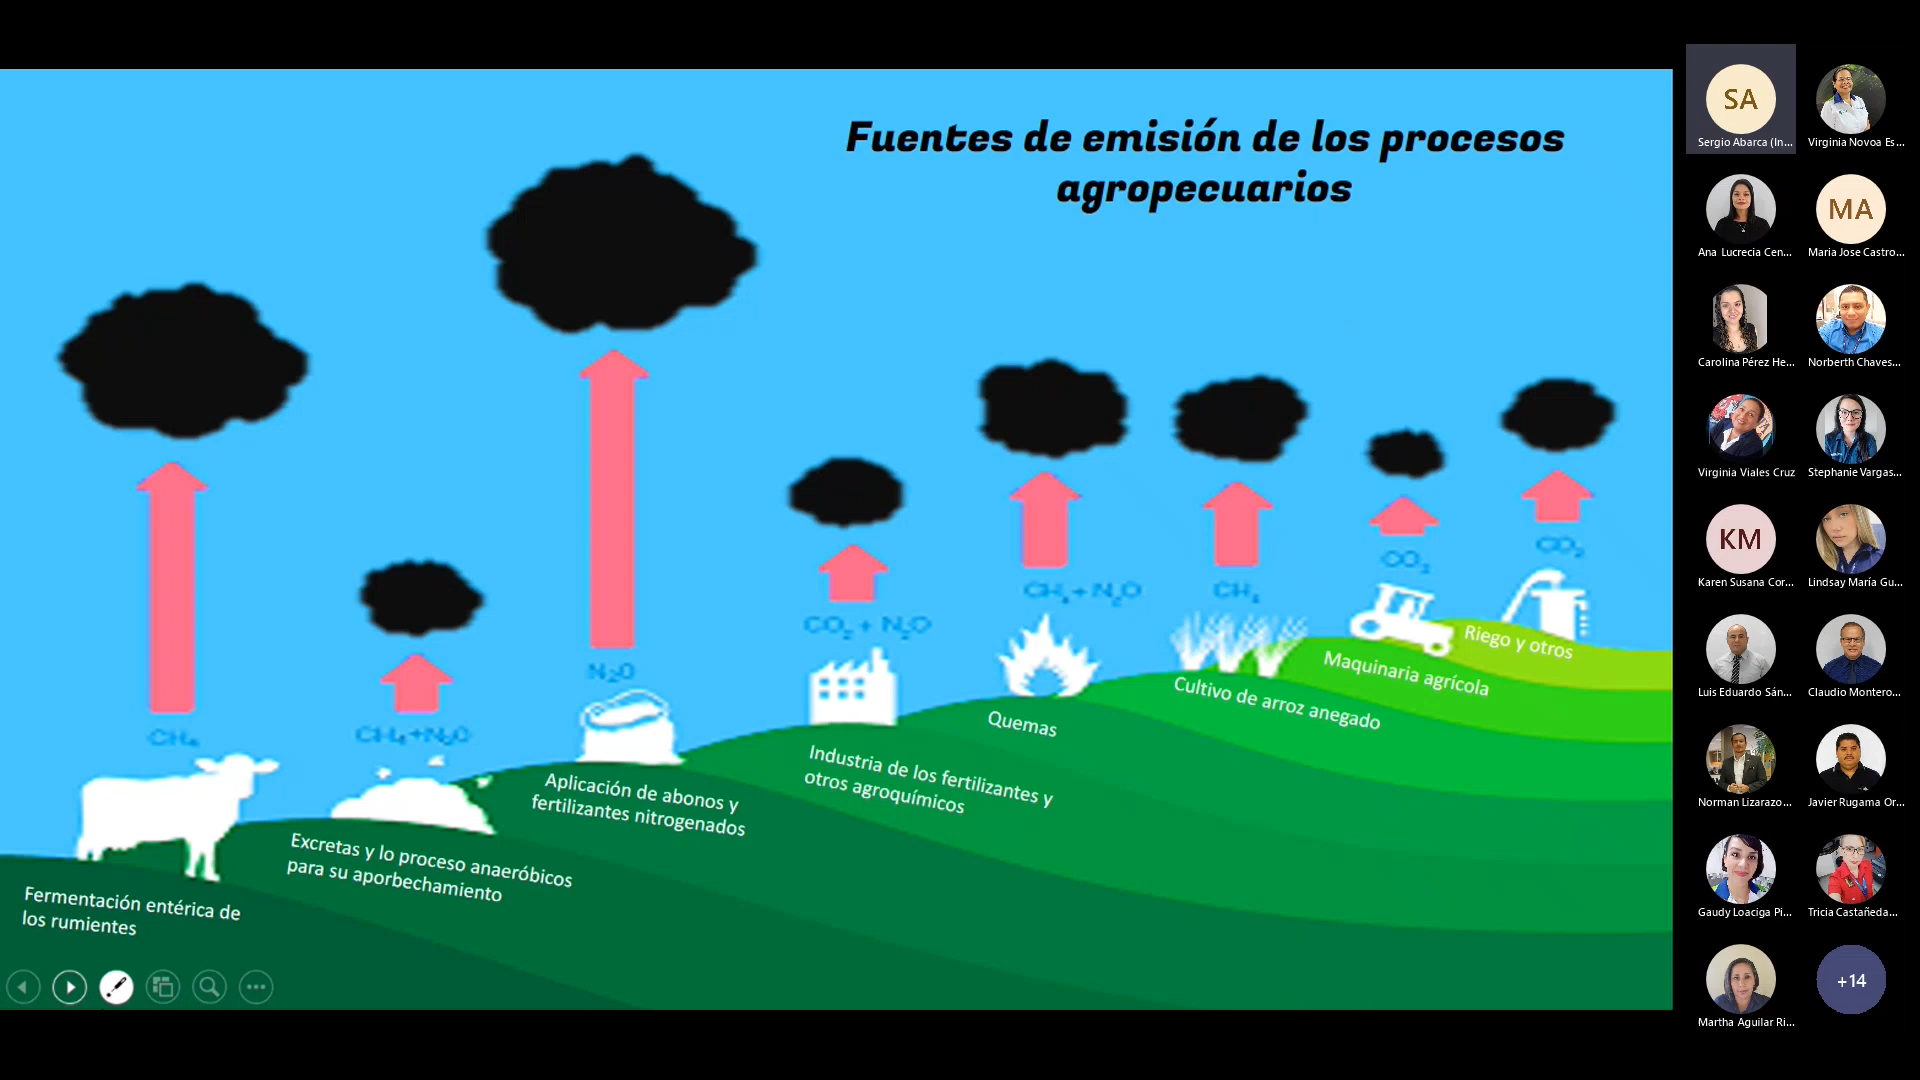 Fuentes de emisión de los procesos
agropecuarios
CH₄
CH₄+N₂O
N₂O
CO₂ + N₂O
CH₄+N₂O
CH₄
CO₂
CO₂
Fermentación entérica de
los rumientes
Excretas y lo proceso anaeróbicos
para su aporbechamiento
Aplicación de abonos y
fertilizantes nitrogenados
Industria de los fertilizantes y
otros agroquímicos
Quemas
Cultivo de arroz anegado
Maquinaria agrícola
Riego y otros
SA
Sergio Abarca (In...
Virginia Novoa Es...
Ana Lucrecia Cen...
MA
Maria Jose Castro...
Carolina Pérez He...
Norberth Chaves...
Virginia Viales Cruz
Stephanie Vargas...
KM
Karen Susana Cor...
Lindsay María Gu...
Luis Eduardo Sán...
Claudio Montero...
Norman Lizarazo...
Javier Rugama Or...
Gaudy Loaciga Pi...
Tricia Castañeda...
Martha Aguilar Ri...
+14